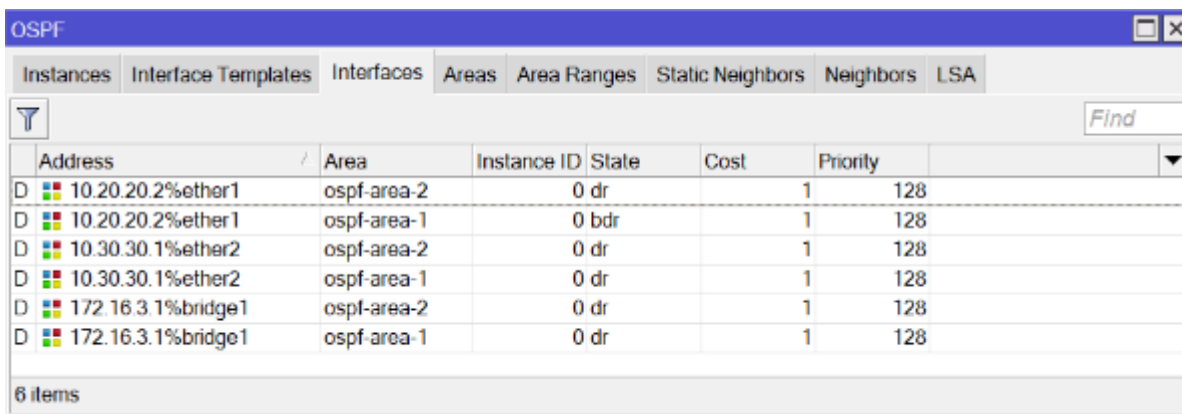 OSPF
Instances Interface Templates Interfaces Areas Area Ranges Static Neighbors Neighbors LSA
Find
Address Area Instance ID State Cost Priority
D 10.20.20.2%ether1 ospf-area-2 0 dr 1 128
D 10.20.20.2%ether1 ospf-area-1 0 bdr 1 128
D 10.30.30.1%ether2 ospf-area-2 0 dr 1 128
D 10.30.30.1%ether2 ospf-area-1 0 dr 1 128
D 172.16.3.1%bridge1 ospf-area-2 0 dr 1 128
D 172.16.3.1%bridge1 ospf-area-1 0 dr 1 128
6 items